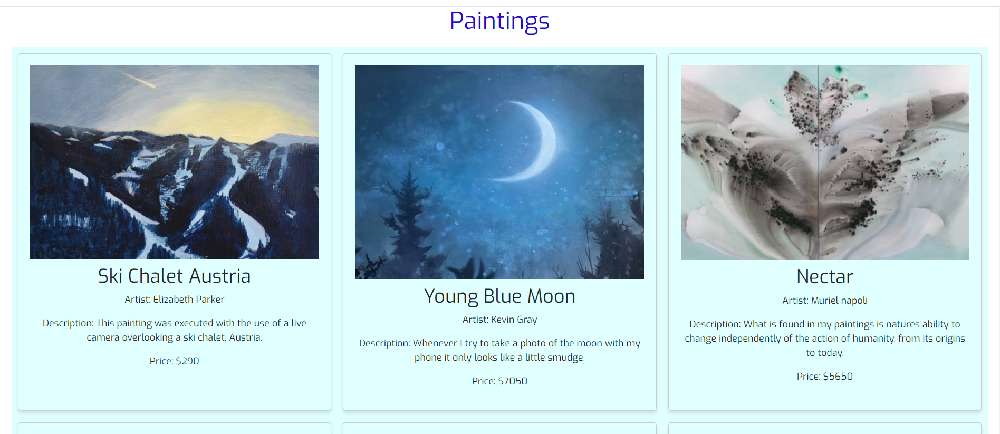 Paintings
Ski Chalet Austria
Artist: Elizabeth Parker
Description: This painting was executed with the use of a live
camera overlooking a ski chalet, Austria.
Price: $290
Young Blue Moon
Artist: Kevin Gray
Description: Whenever I try to take a photo of the moon with my
phone it only looks like a little smudge.
Price: $7050
Nectar
Artist: Muriel napoli
Description: What is found in my paintings is natures ability to
change independently of the action of humanity, from its origins
to today.
Price: $5650